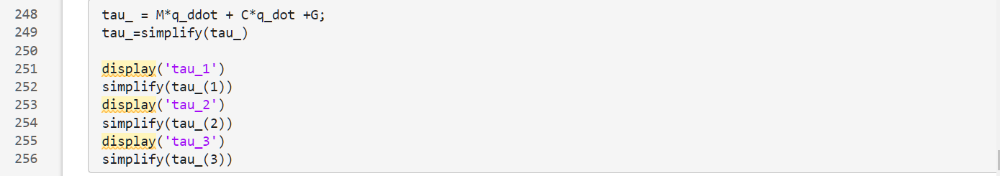 248 tau_ = M*q_ddot + C*q_dot +G;
249 tau_=simplify(tau_)
250
251 display('tau_1')
252 simplify(tau_(1))
253 display('tau_2')
254 simplify(tau_(2))
255 display('tau_3')
256 simplify(tau_(3))